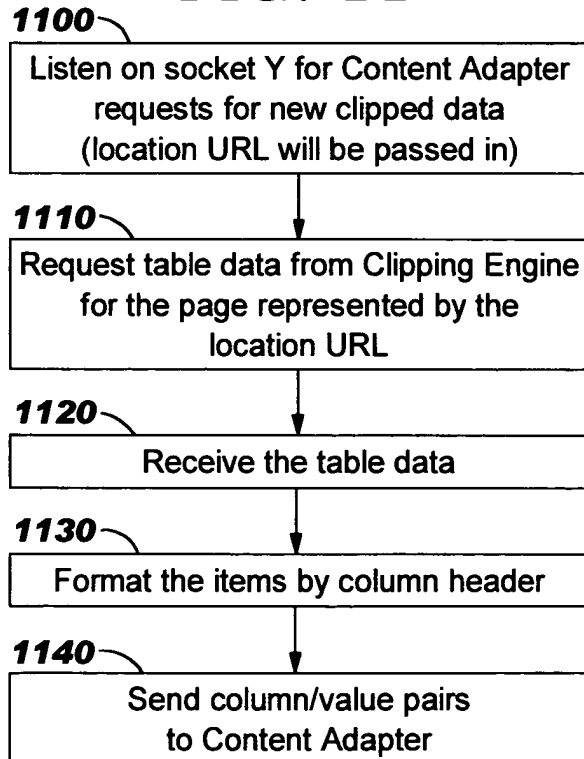 1100
Listen on socket Y for Content Adapter
requests for new clipped data
(location URL will be passed in)
1110
Request table data from Clipping Engine
for the page represented by the
location URL
1120
Receive the table data
1130
Format the items by column header
1140
Send column/value pairs
to Content Adapter